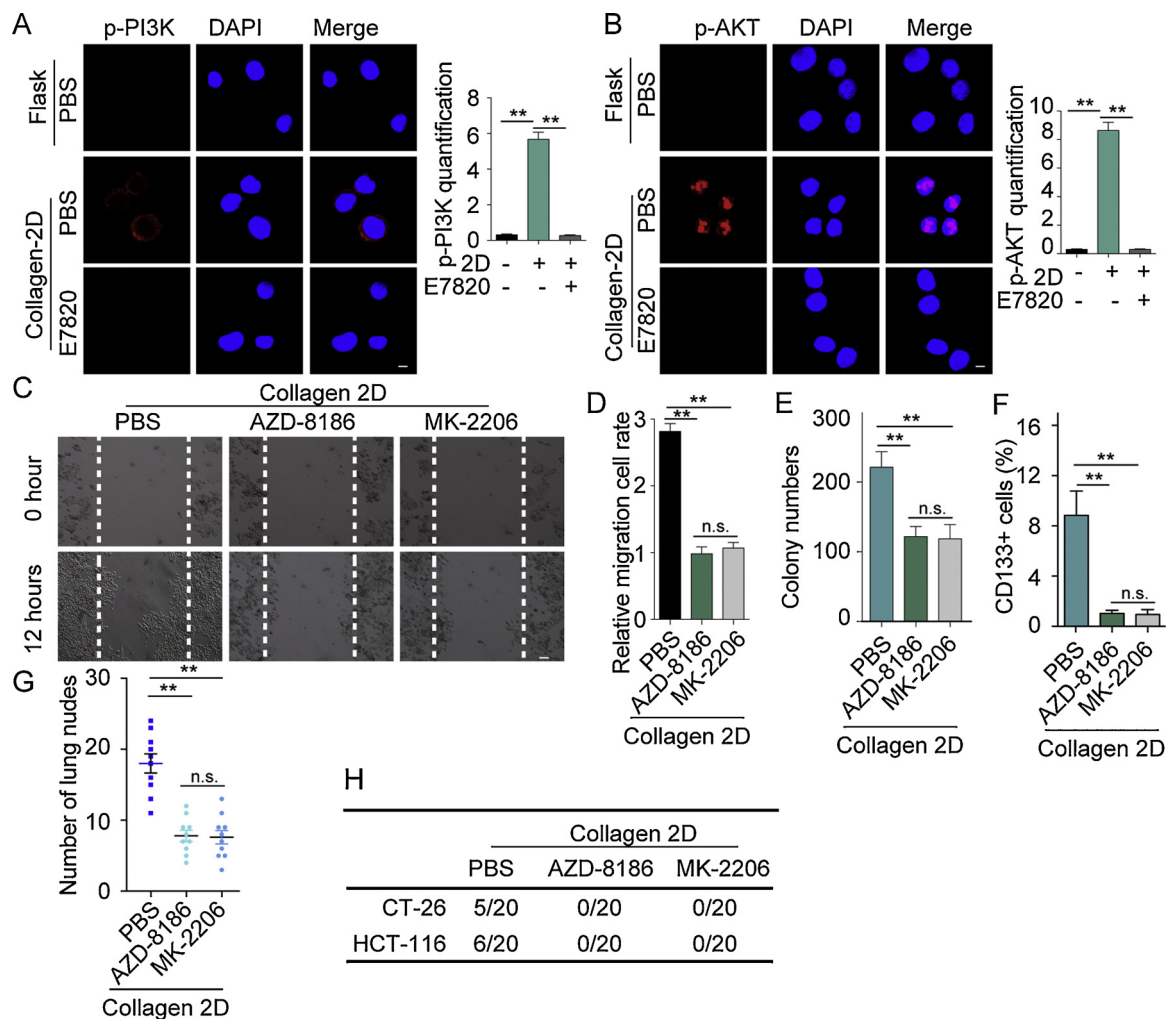 A
p-PI3K DAPI Merge
Flask
PBS
Collagen-2D
PBS
E7820
p-PI3K quantification
8
6
4
2
0
** **
2D - + +
E7820 - - +
B
p-AKT DAPI Merge
Flask
PBS
Collagen-2D
PBS
E7820
p-AKT quantification
10
8
6
4
2
0
** **
2D - + +
E7820 - - +
C
Collagen 2D
PBS AZD-8186 MK-2206
0 hour
12 hours
D
Relative migration cell rate
3
2
1
0
**
**
n.s.
PBS
AZD-8186
MK-2206
Collagen 2D
E
Colony numbers
300
200
100
0
**
**
n.s.
PBS
AZD-8186
MK-2206
Collagen 2D
F
CD133+ cells (%)
16
12
8
4
0
**
**
n.s.
PBS
AZD-8186
MK-2206
Collagen 2D
G
Number of lung nudes
30
20
10
0
**
**
n.s.
PBS
AZD-8186
MK-2206
Collagen 2D
H
Collagen 2D
PBS AZD-8186 MK-2206
CT-26 5/20 0/20 0/20
HCT-116 6/20 0/20 0/20